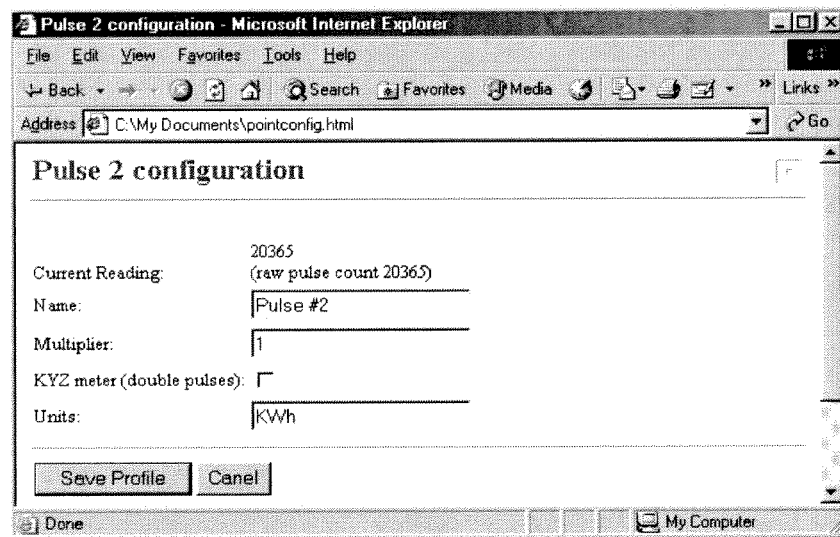 Pulse 2 configuration - Microsoft Internet Explorer
File Edit View Favorites Tools Help
Back Search Favorites Media Links »
Address C:\My Documents\pointconfig.html Go
Pulse 2 configuration
20365
Current Reading: (raw pulse count 20365)
Name: Pulse #2
Multiplier: 1
KYZ meter (double pulses):
Units: KWh
Save Profile Canel
Done My Computer